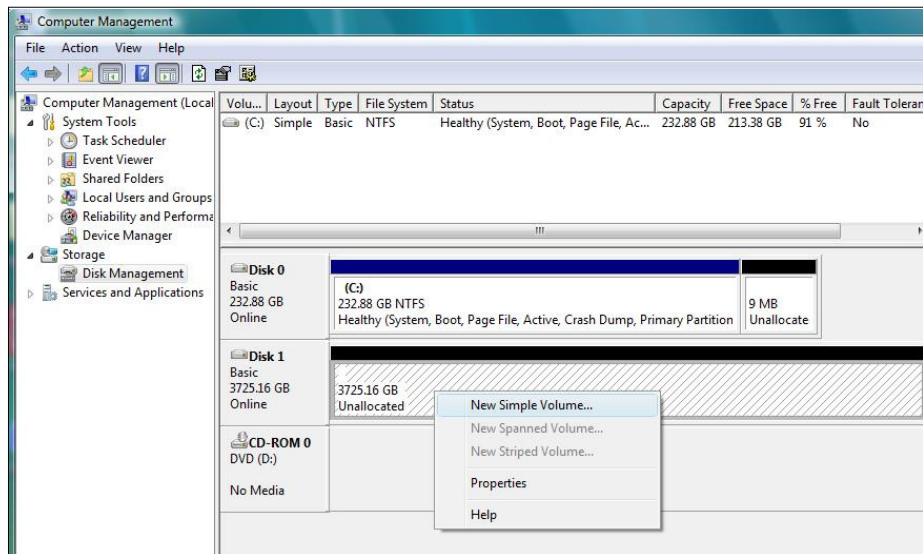 Computer Management
File Action View Help
Computer Management (Local
System Tools
Task Scheduler
Event Viewer
Shared Folders
Local Users and Groups
Reliability and Performa
Device Manager
Storage
Disk Management
Services and Applications
Volu... Layout Type File System Status Capacity Free Space % Free Fault Toleran
(C:) Simple Basic NTFS Healthy (System, Boot, Page File, Ac... 232.88 GB 213.38 GB 91 % No
Disk 0
Basic
232.88 GB
Online
(C:)
232.88 GB NTFS
Healthy (System, Boot, Page File, Active, Crash Dump, Primary Partition
9 MB
Unallocate
Disk 1
Basic
3725.16 GB
Online
3725.16 GB
Unallocated
New Simple Volume...
New Spanned Volume...
New Striped Volume...
Properties
Help
CD-ROM 0
DVD (D:)
No Media